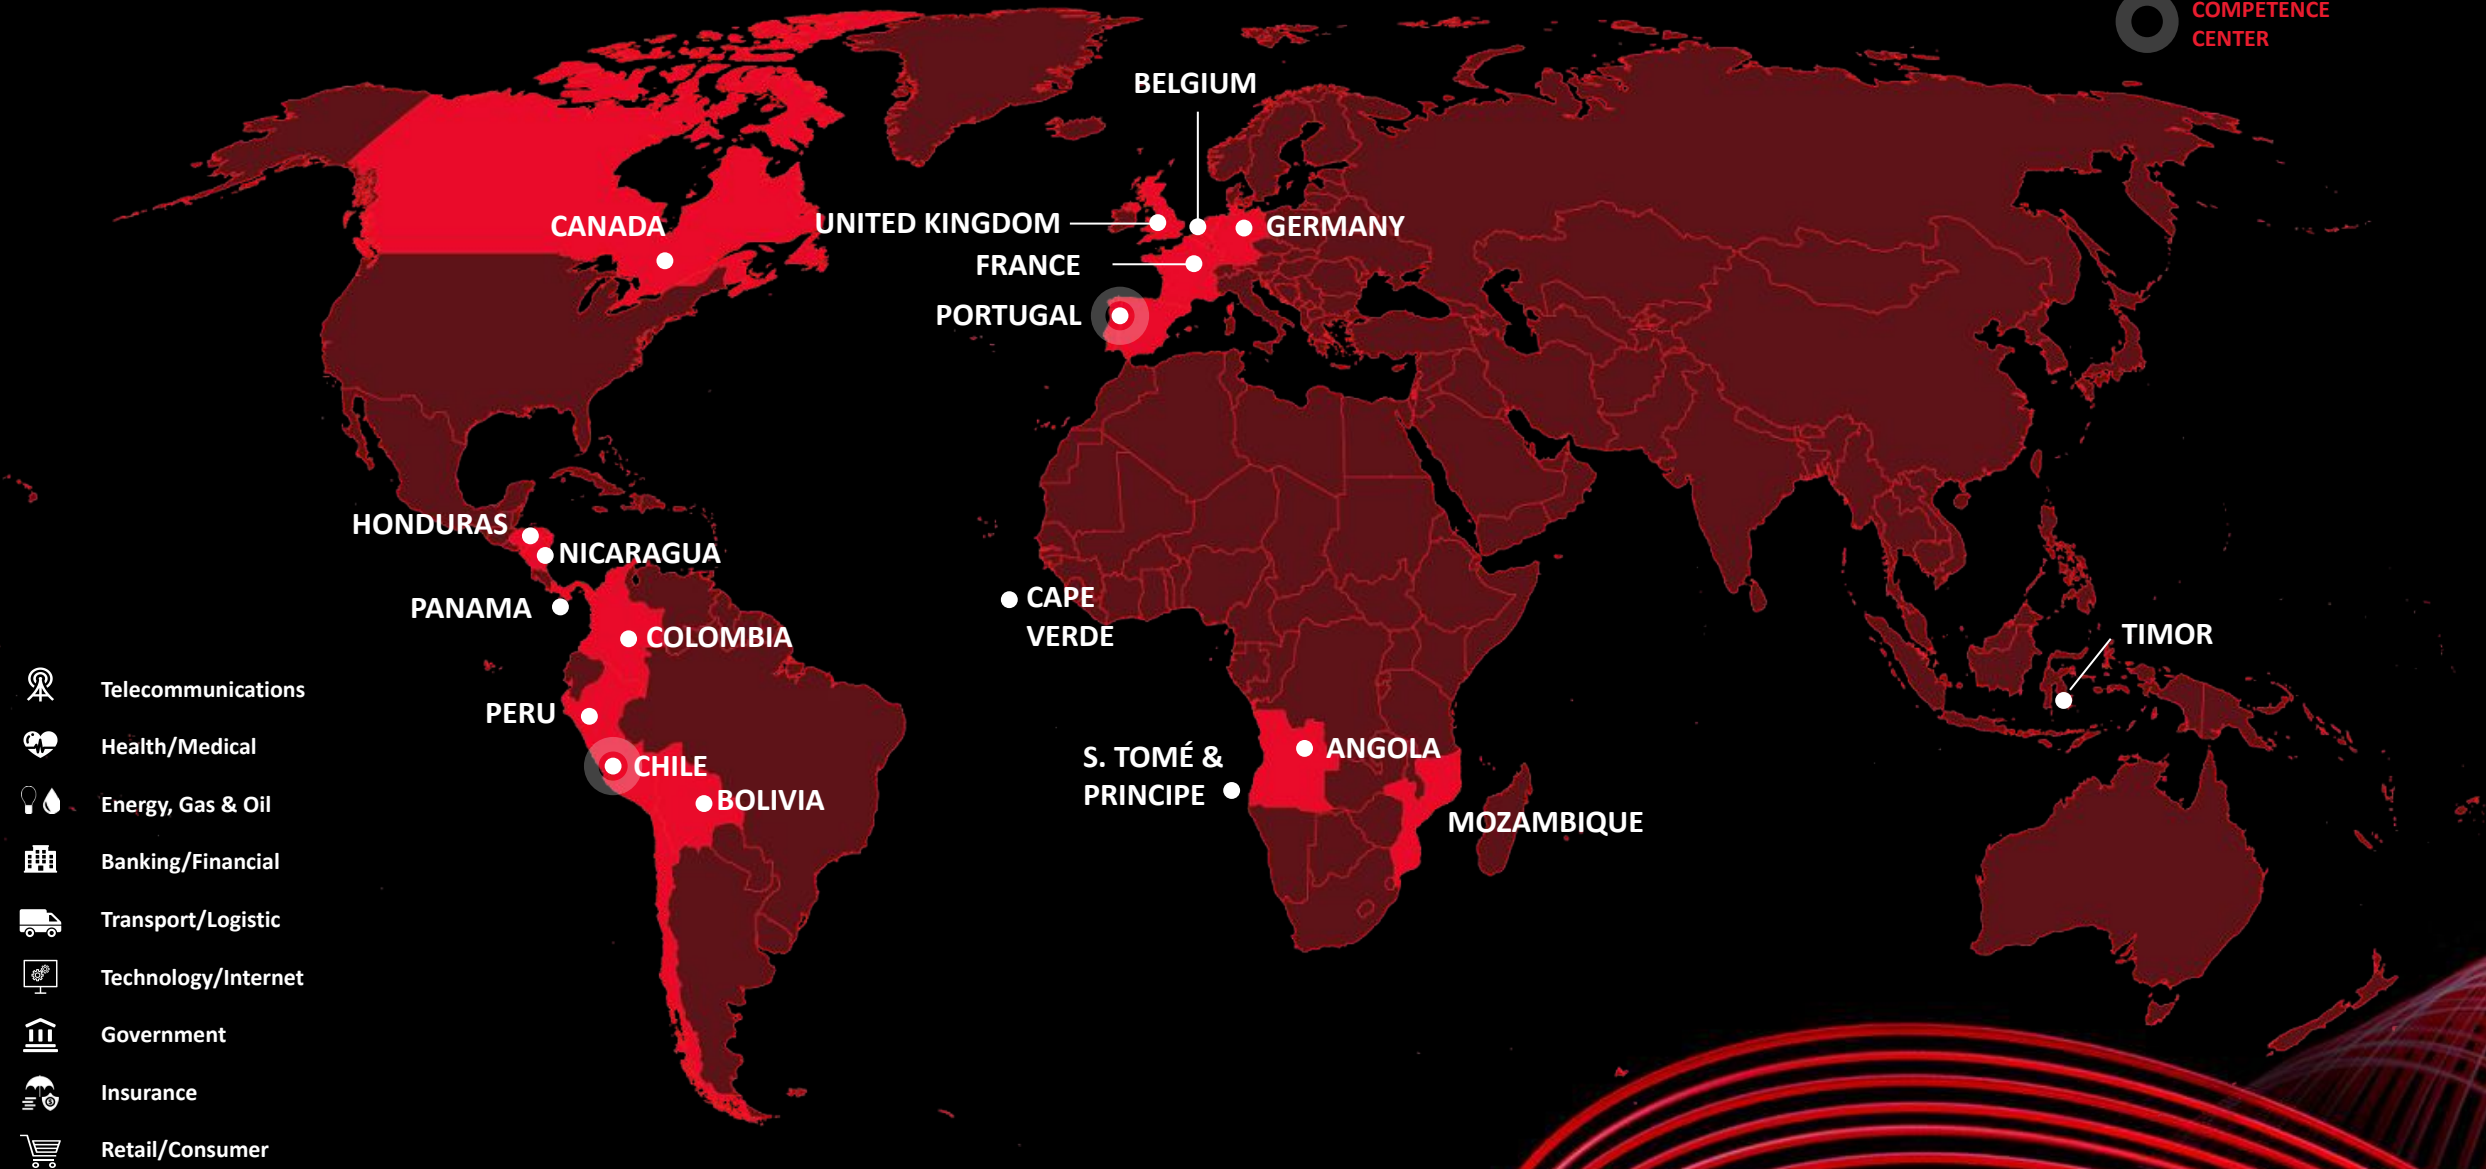 COMPETENCE
CENTER
BELGIUM
CANADA
UNITED KINGDOM
GERMANY
FRANCE
PORTUGAL
HONDURAS
NICARAGUA
PANAMA
CAPE
VERDE
COLOMBIA
TIMOR
PERU
CHILE
BOLIVIA
S. TOMÉ &
PRINCIPE
ANGOLA
MOZAMBIQUE
Telecommunications
Health/Medical
Energy, Gas & Oil
Banking/Financial
Transport/Logistic
Technology/Internet
Government
Insurance
Retail/Consumer